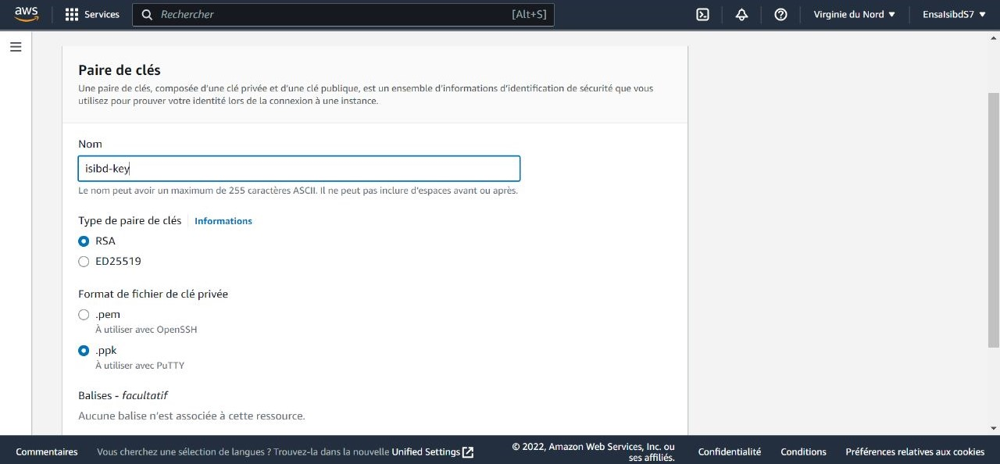 aws
Services
Rechercher
[Alt+S]
Virginie du Nord
EnsaIsibdS7
Paire de clés
Une paire de clés, composée d'une clé privée et d'une clé publique, est un ensemble d'informations d'identification de sécurité que vous
utilisez pour prouver votre identité lors de la connexion à une instance.
Nom
isibd-key
Le nom peut avoir un maximum de 255 caractères ASCII. Il ne peut pas inclure d'espaces avant ou après.
Type de paire de clés
Informations
RSA
ED25519
Format de fichier de clé privée
.pem
À utiliser avec OpenSSH
.ppk
À utiliser avec PuTTY
Balises - facultatif
Aucune balise n'est associée à cette ressource.
Commentaires
Vous cherchez une sélection de langues ? Trouvez-la dans la nouvelle Unified Settings
© 2022, Amazon Web Services, Inc. ou
ses affiliés.
Confidentialité
Conditions
Préférences relatives aux cookies